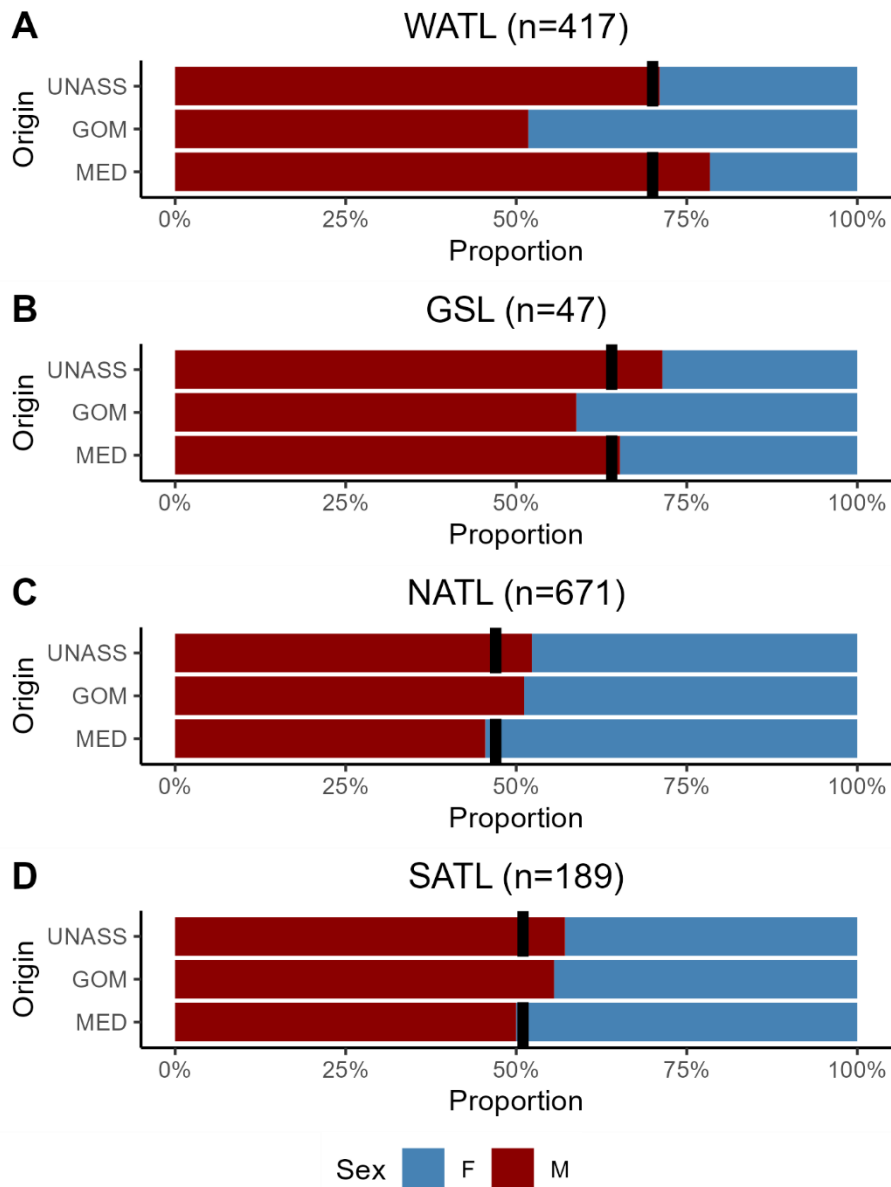 A
WATL (n=417)
Origin
UNASS
GOM
MED
0% 25% 50% 75% 100%
Proportion
B
GSL (n=47)
Origin
UNASS
GOM
MED
0% 25% 50% 75% 100%
Proportion
C
NATL (n=671)
Origin
UNASS
GOM
MED
0% 25% 50% 75% 100%
Proportion
D
SATL (n=189)
Origin
UNASS
GOM
MED
0% 25% 50% 75% 100%
Proportion
Sex F M